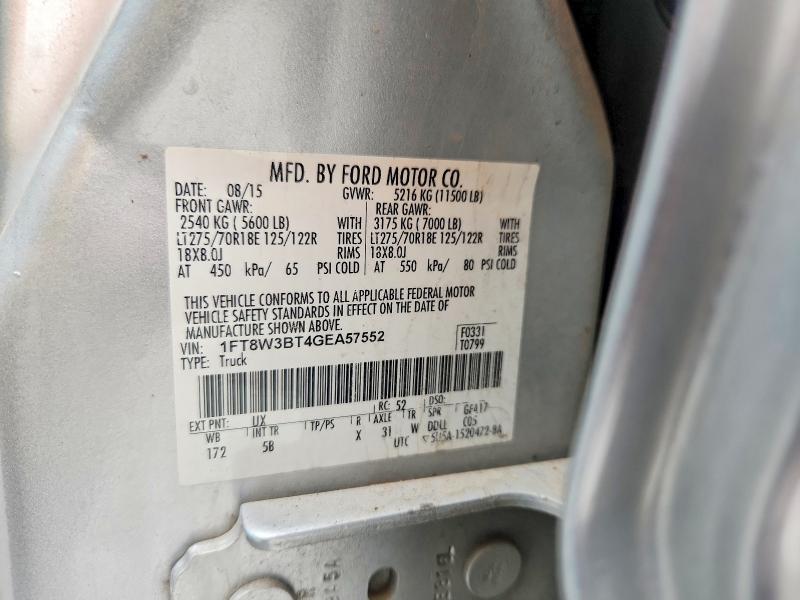 MFD. BY FORD MOTOR CO.
DATE: 08/15 GVWR: 5216 KG (11500 LB)
FRONT GAWR: REAR GAWR:
2540 KG ( 5600 LB) WITH 3175 KG ( 7000 LB) WITH
LT275/70R18E 125/122R TIRES LT275/70R18E 125/122R TIRES
18X8.0J RIMS 18X8.0J RIMS
AT 450 kPa/ 65 PSI COLD AT 550 kPa/ 80 PSI COLD
THIS VEHICLE CONFORMS TO ALL APPLICABLE FEDERAL MOTOR
VEHICLE SAFETY STANDARDS IN EFFECT ON THE DATE OF
MANUFACTURE SHOWN ABOVE.
VIN: 1FT8W3BT4GEA57552 F0331
TYPE: Truck T0799
RC: 52 DSO:
EXT PNT: UX R AXLE TR SPR GF417
WB INT TR TP/PS X 31 W DDLL C05
172 5B UTC